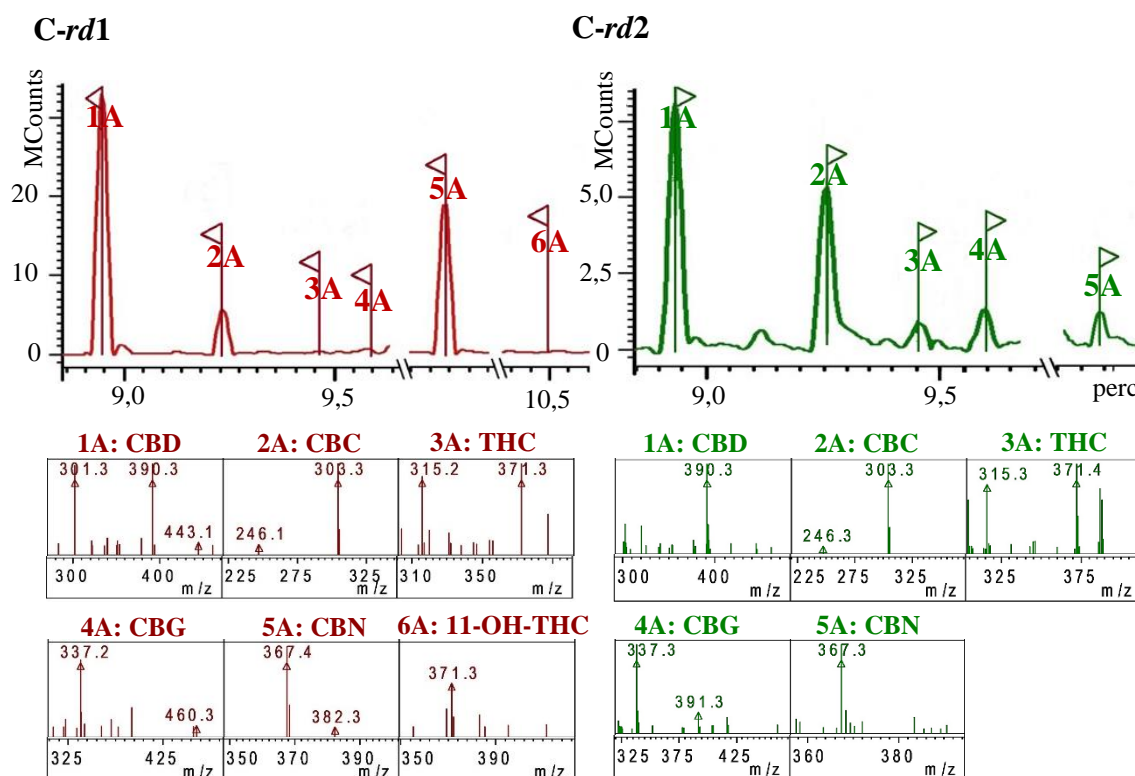 C-rd1
C-rd2
MCounts
20
10
0
1A
2A
3A
4A
5A
6A
9,0
9,5
10,5
MCounts
5,0
2,5
0
1A
2A
3A
4A
5A
9,0
9,5
perc
1A: CBD
2A: CBC
3A: THC
301.3 390.3
443.1
300 400
m/z
303.3
246.1
225 275 325
m/z
315.2 371.3
310 350
m/z
4A: CBG
5A: CBN
6A: 11-OH-THC
337.2
460.3
325 425
m/z
367.4
382.3
350 370 390
m/z
371.3
350 390
m/z
1A: CBD
2A: CBC
3A: THC
390.3
300 400
m/z
303.3
246.3
225 275 325
m/z
315.3 371.4
325 375
m/z
4A: CBG
5A: CBN
337.3
391.3
325 375 425
m/z
367.3
360 380
m/z